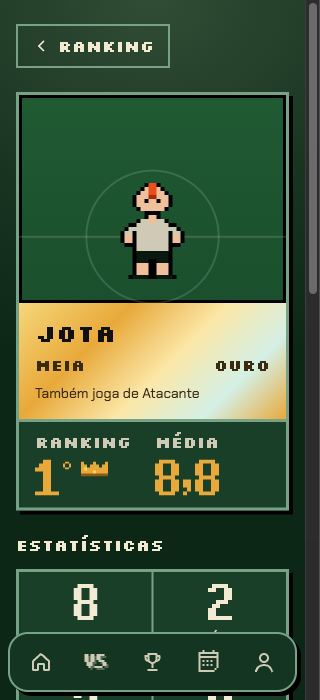 RANKING
JOTA
MEIA OURO
Também joga de Atacante
RANKING MÉDIA
1° 8,8
ESTATÍSTICAS
8 2
VS